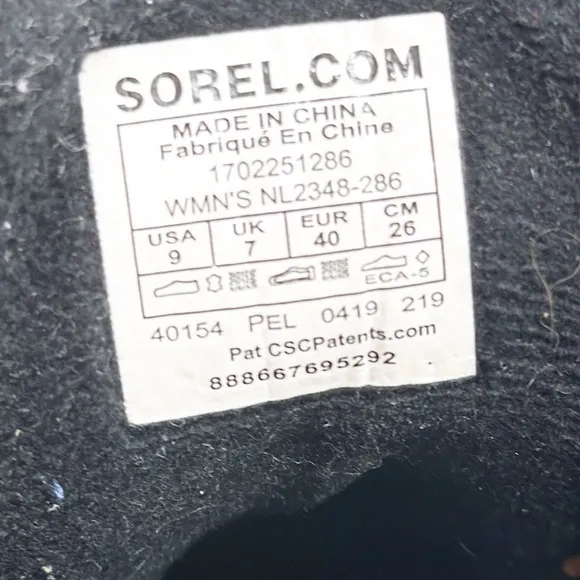 SOREL.COM
MADE IN CHINA
Fabriqué En Chine
1702251286
WMN'S NL2348-286
USA UK EUR CM
9 7 40 26
ECA-5
40154 PEL 0419 219
Pat CSCPatents.com
888667695292